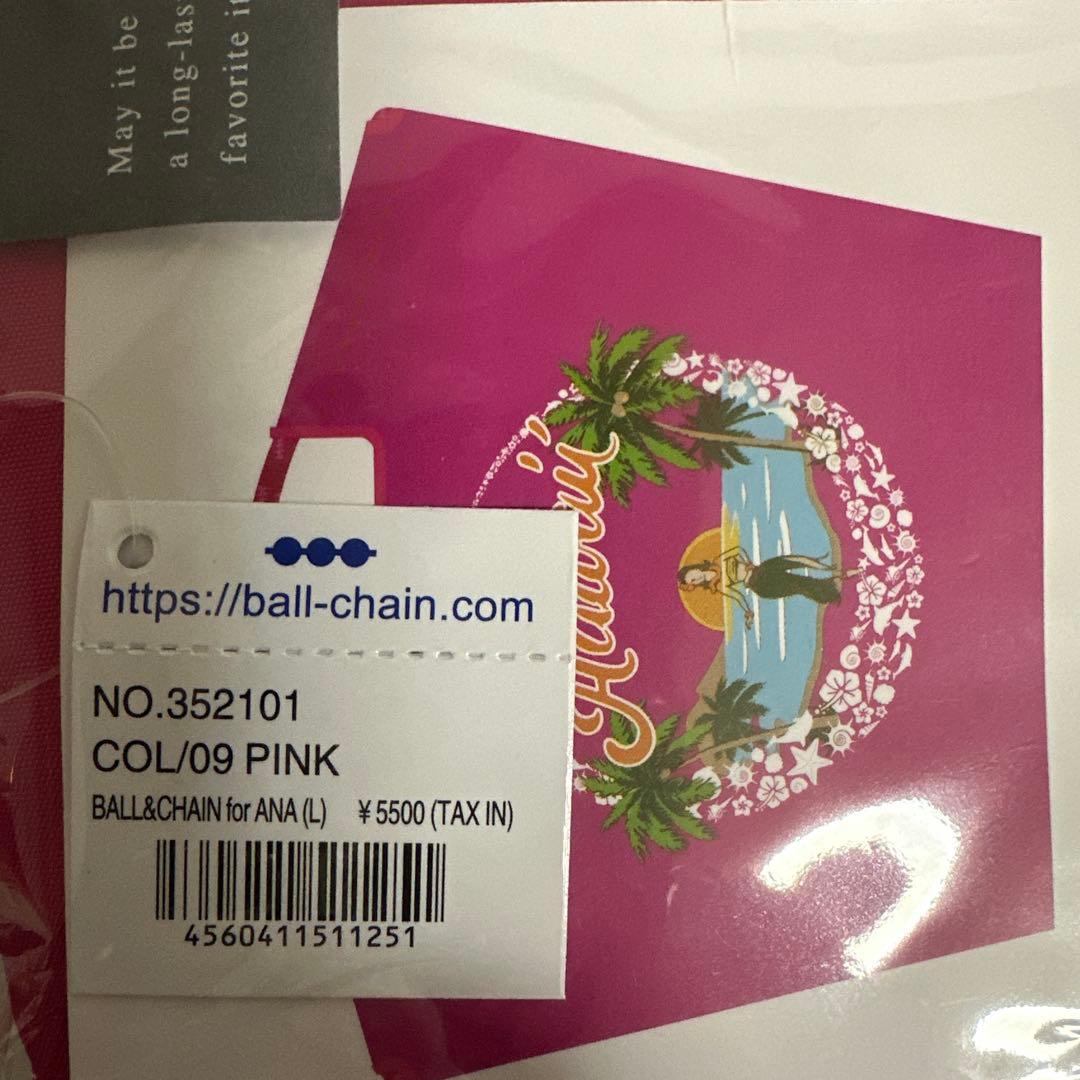 May it be
a long-las
favorite it
https://ball-chain.com
NO.352101
COL/09 PINK
BALL&CHAIN for ANA (L) ¥5500 (TAX IN)
4560411511251